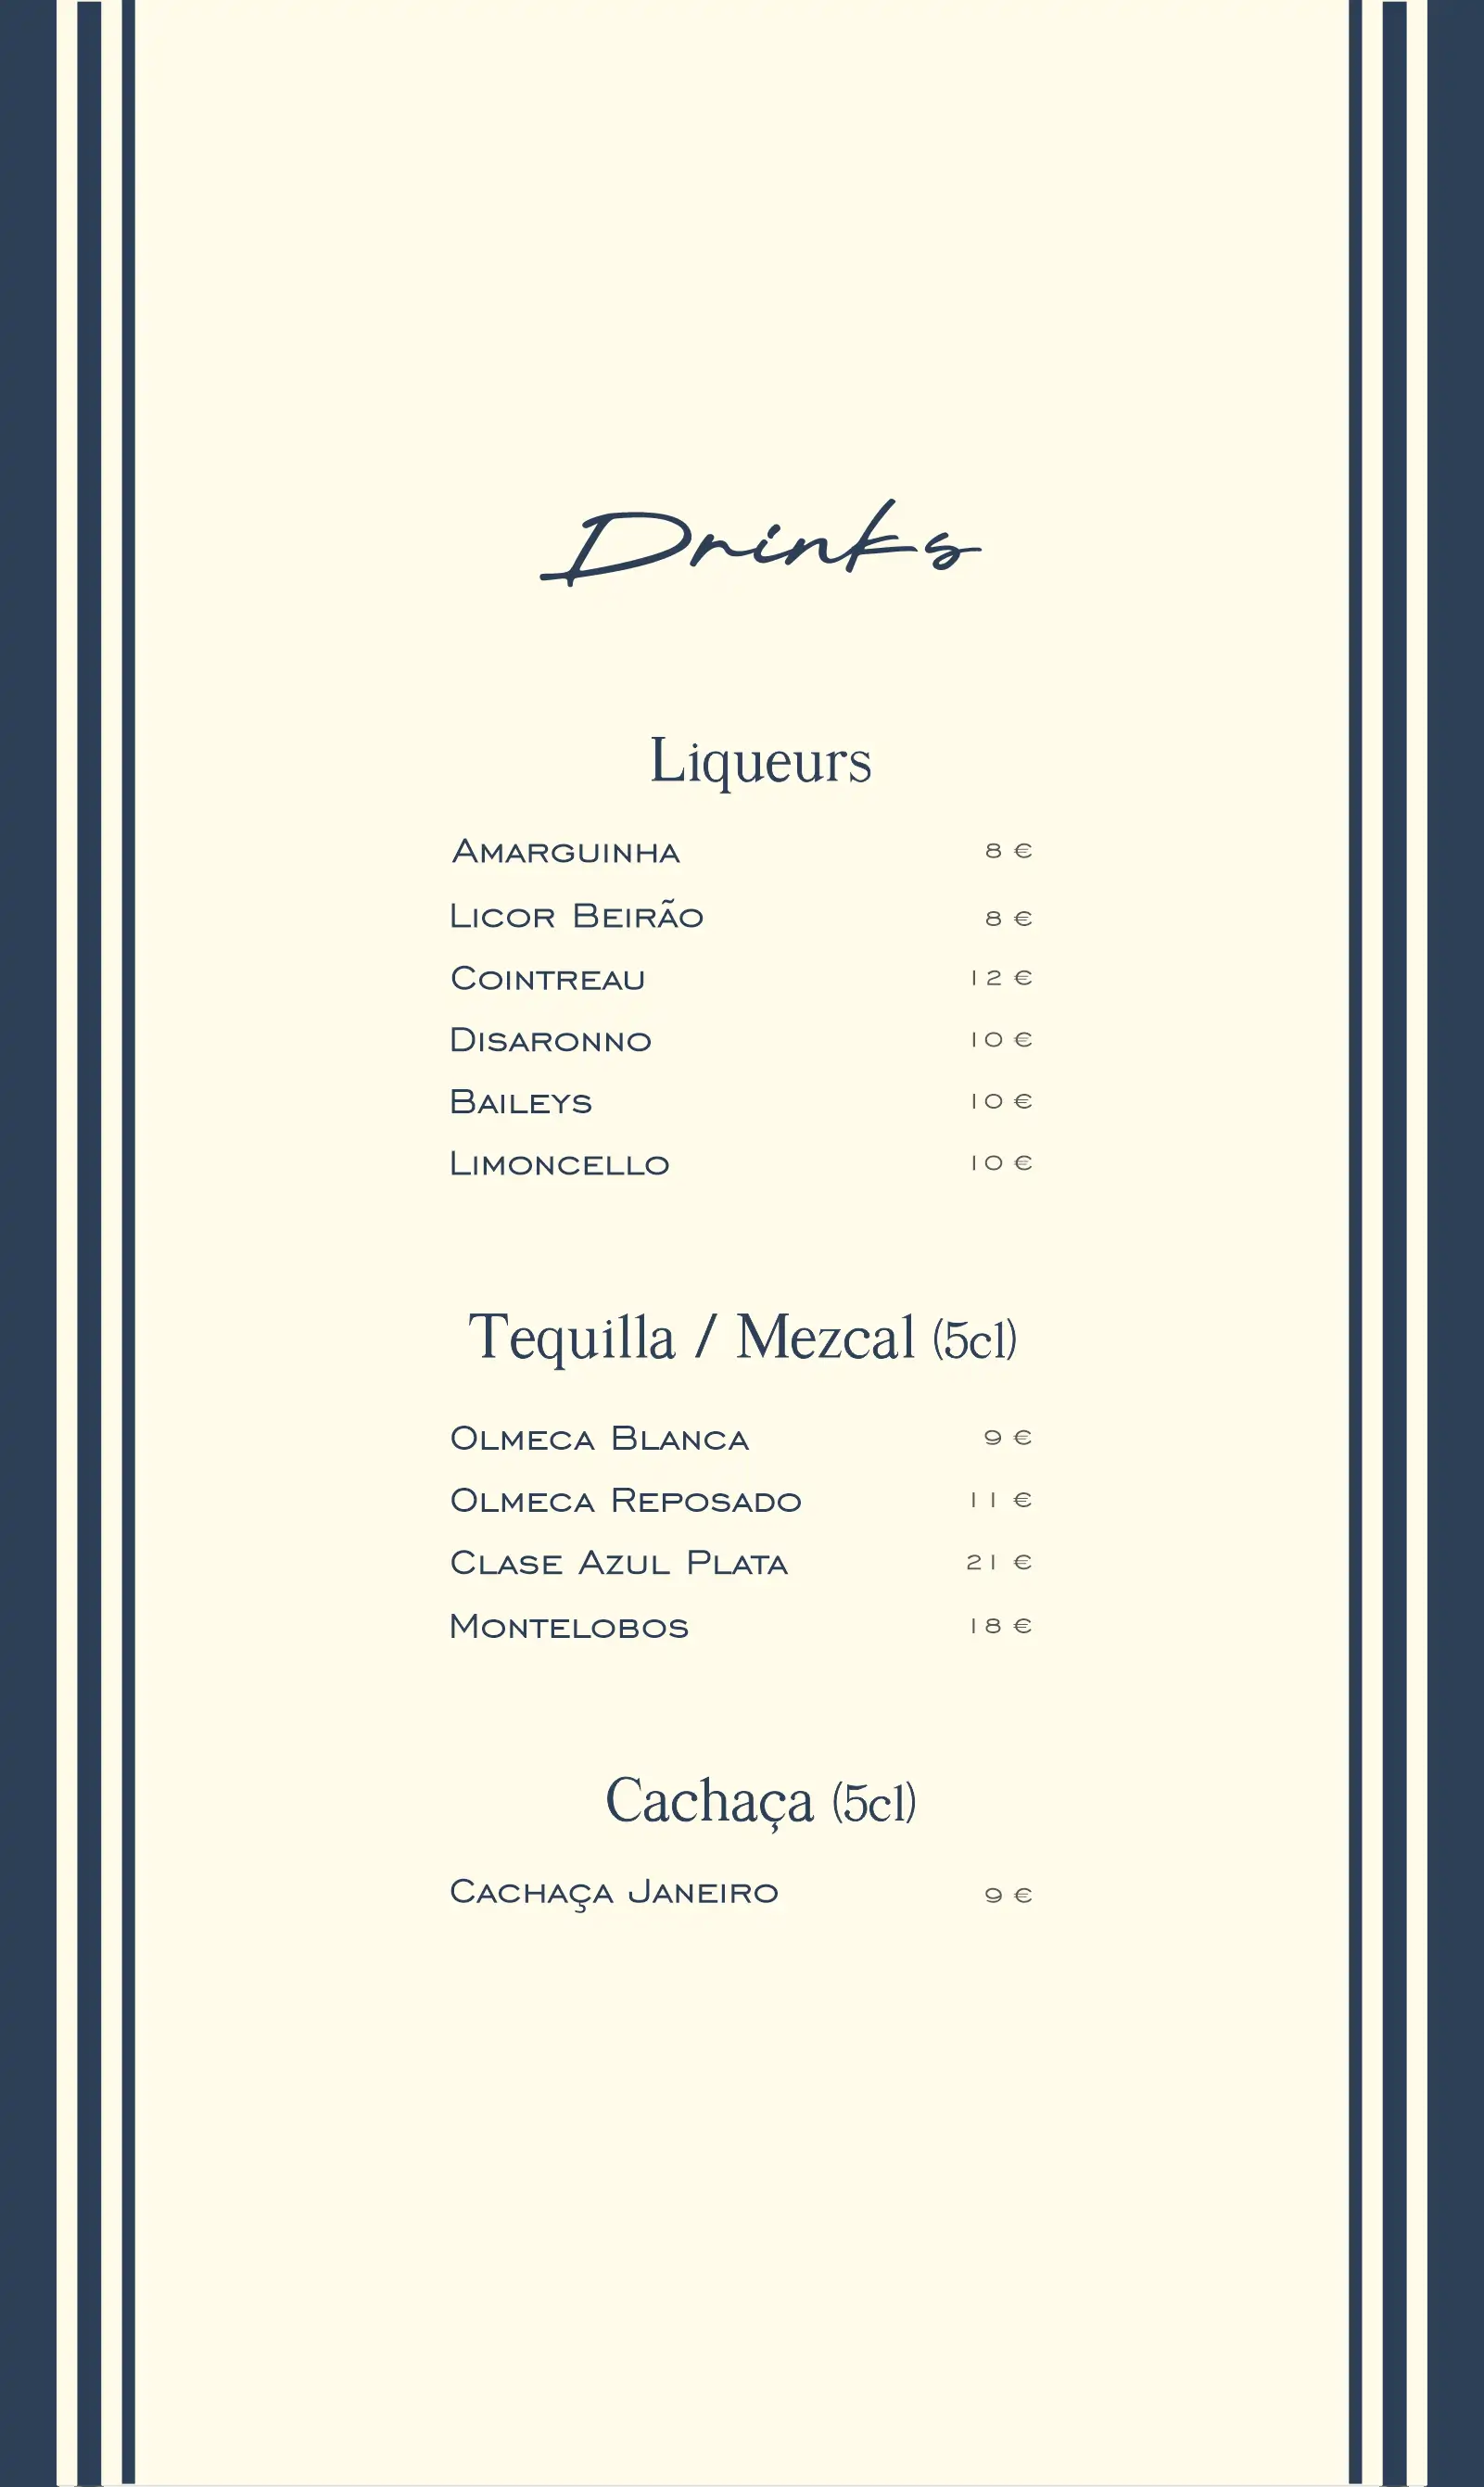 Drinks
Liqueurs
Amarguinha 8 €
Licor Beirão 8 €
Cointreau 12 €
Disaronno 10 €
Baileys 10 €
Limoncello 10 €
Tequilla / Mezcal (5cl)
Olmeca Blanca 9 €
Olmeca Reposado 11 €
Clase Azul Plata 21 €
Montelobos 18 €
Cachaça (5cl)
Cachaça Janeiro 9 €